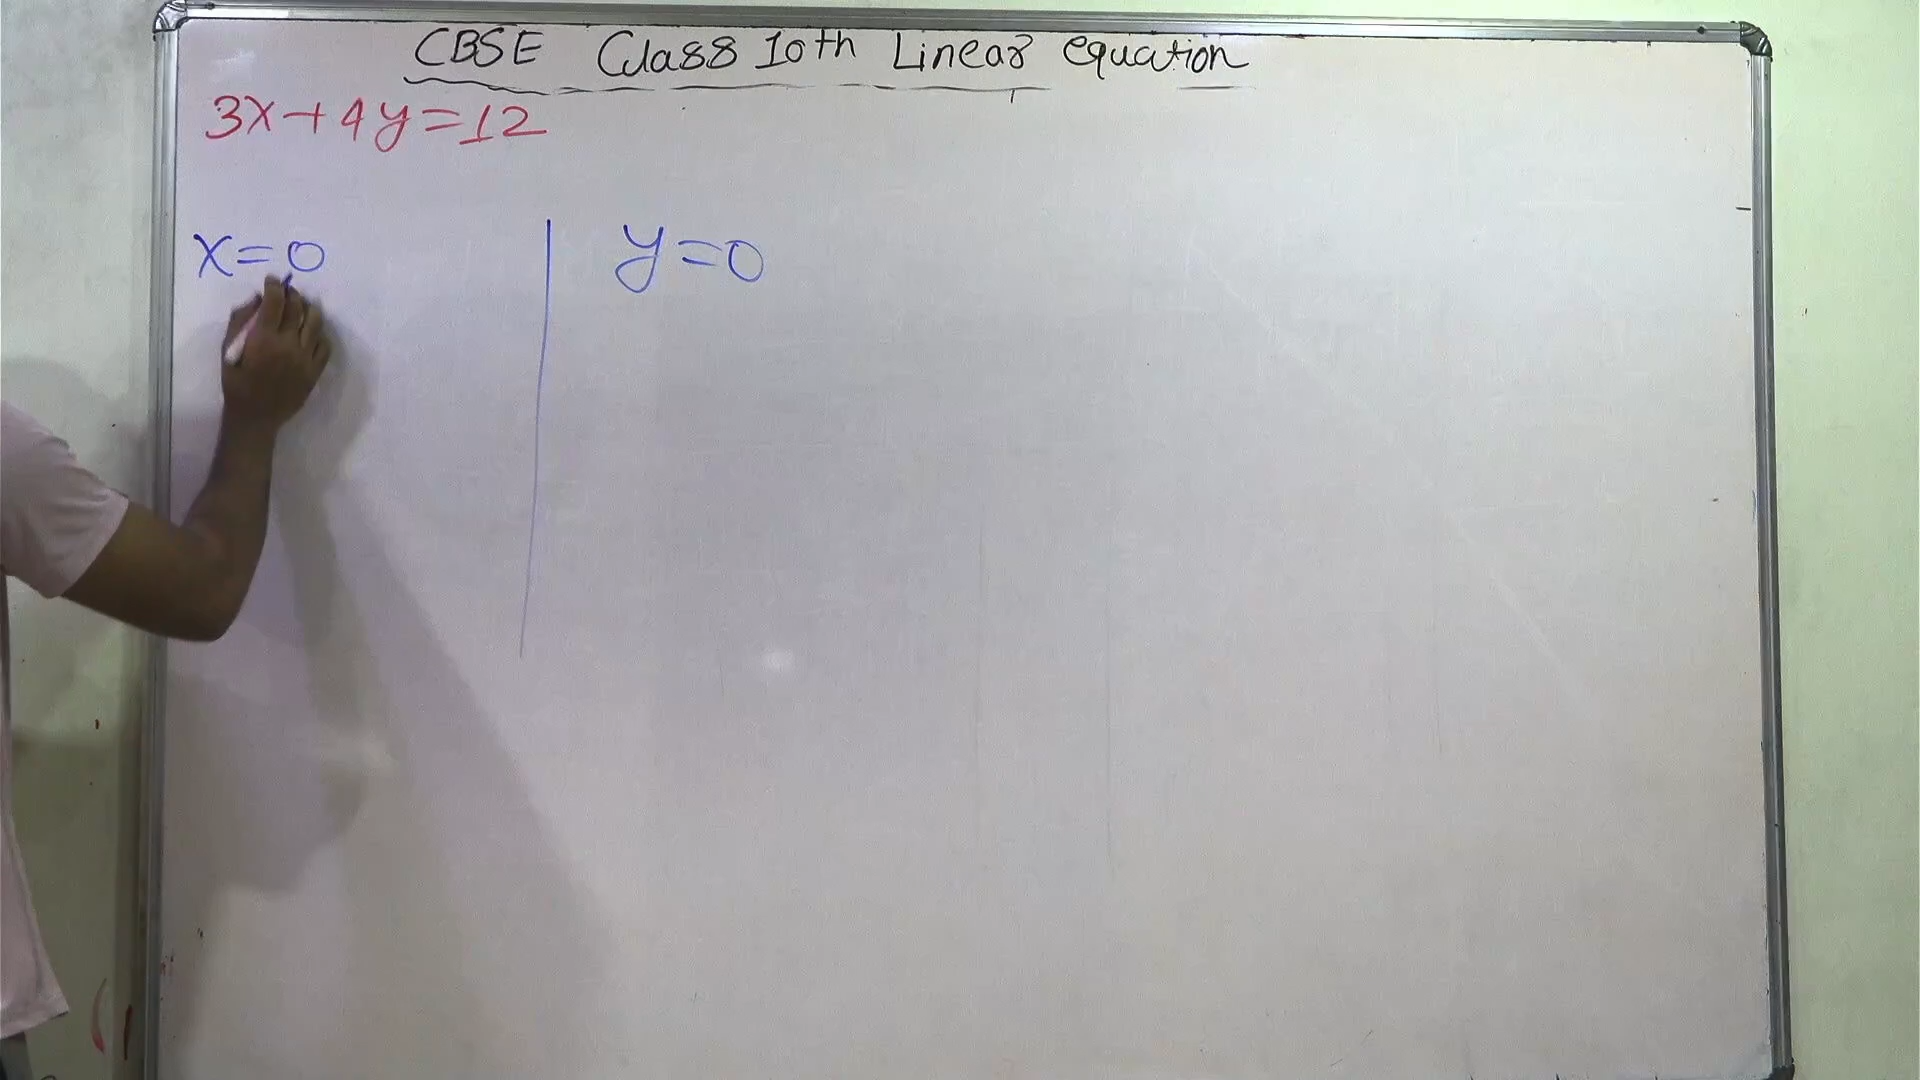 CBSE Class 10th Linear equation
3x+4y=12
x=0
y=0